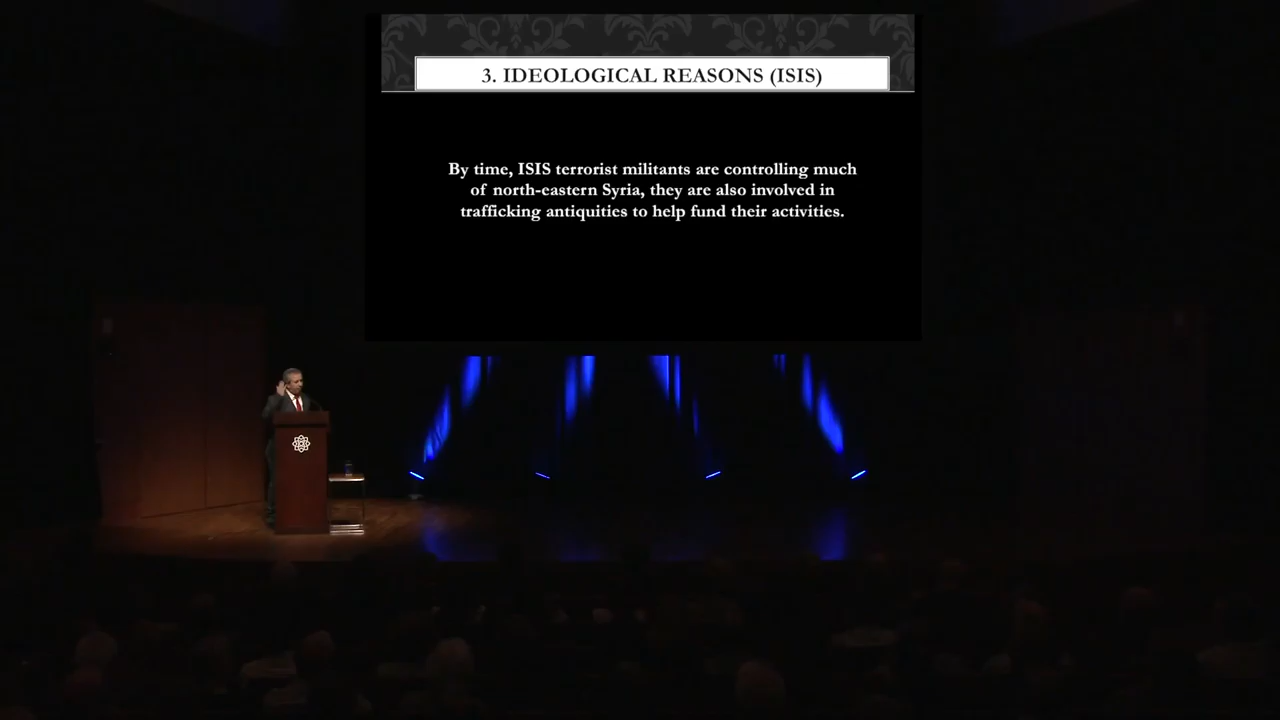 3. IDEOLOGICAL REASONS (ISIS)
By time, ISIS terrorist militants are controlling much
of north-eastern Syria, they are also involved in
trafficking antiquities to help fund their activities.